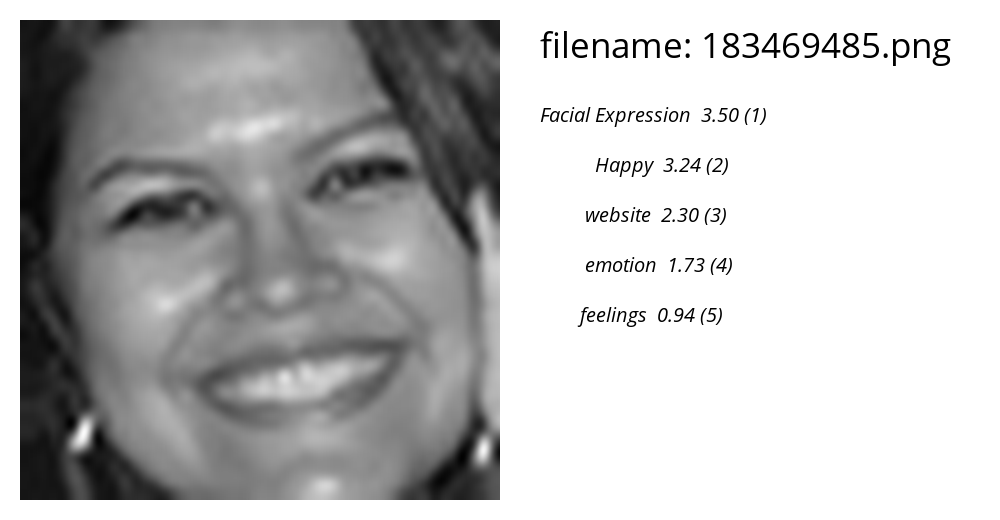 filename: 183469485.png
Facial Expression 3.50 (1)
Happy 3.24 (2)
website 2.30 (3)
emotion 1.73 (4)
feelings 0.94 (5)